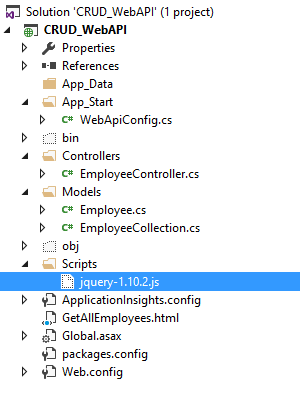 Solution 'CRUD_WebAPI' (1 project)
CRUD_WebAPI
Properties
References
App_Data
App_Start
C# WebApiConfig.cs
bin
Controllers
C# EmployeeController.cs
Models
C# Employee.cs
C# EmployeeCollection.cs
obj
Scripts
jquery-1.10.2.js
ApplicationInsights.config
GetAllEmployees.html
Global.asax
packages.config
Web.config